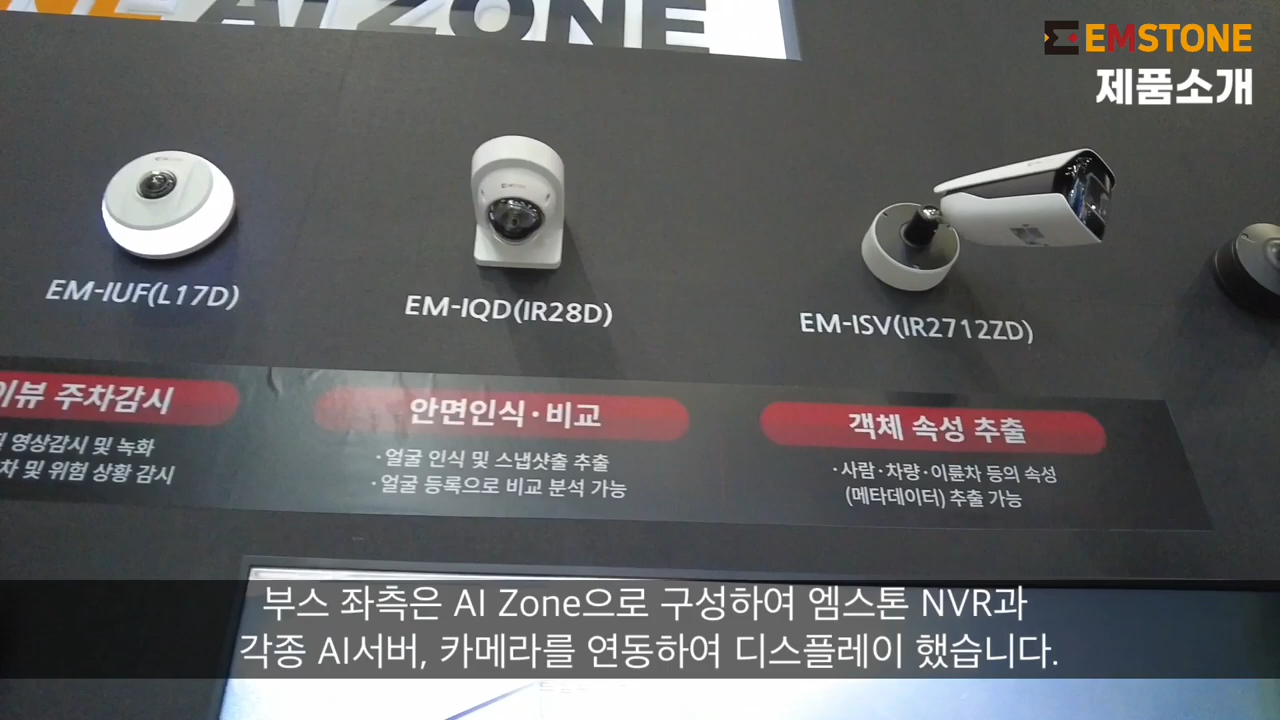 AI ZONE
EMSTONE
제품소개
EM-IUF(L17D)
EM-IQD(IR28D)
EM-ISV(IR2712ZD)
주차감시
영상감시 및 녹화
및 위험 상황 감시
안면인식·비교
·얼굴 인식 및 스냅샷출 추출
·얼굴 등록으로 비교 분석 가능
객체 속성 추출
·사람·차량·이륜차 등의 속성
(메타데이터) 추출 가능
부스 좌측은 AI Zone으로 구성하여 엠스톤 NVR과
각종 AI서버, 카메라를 연동하여 디스플레이 했습니다.